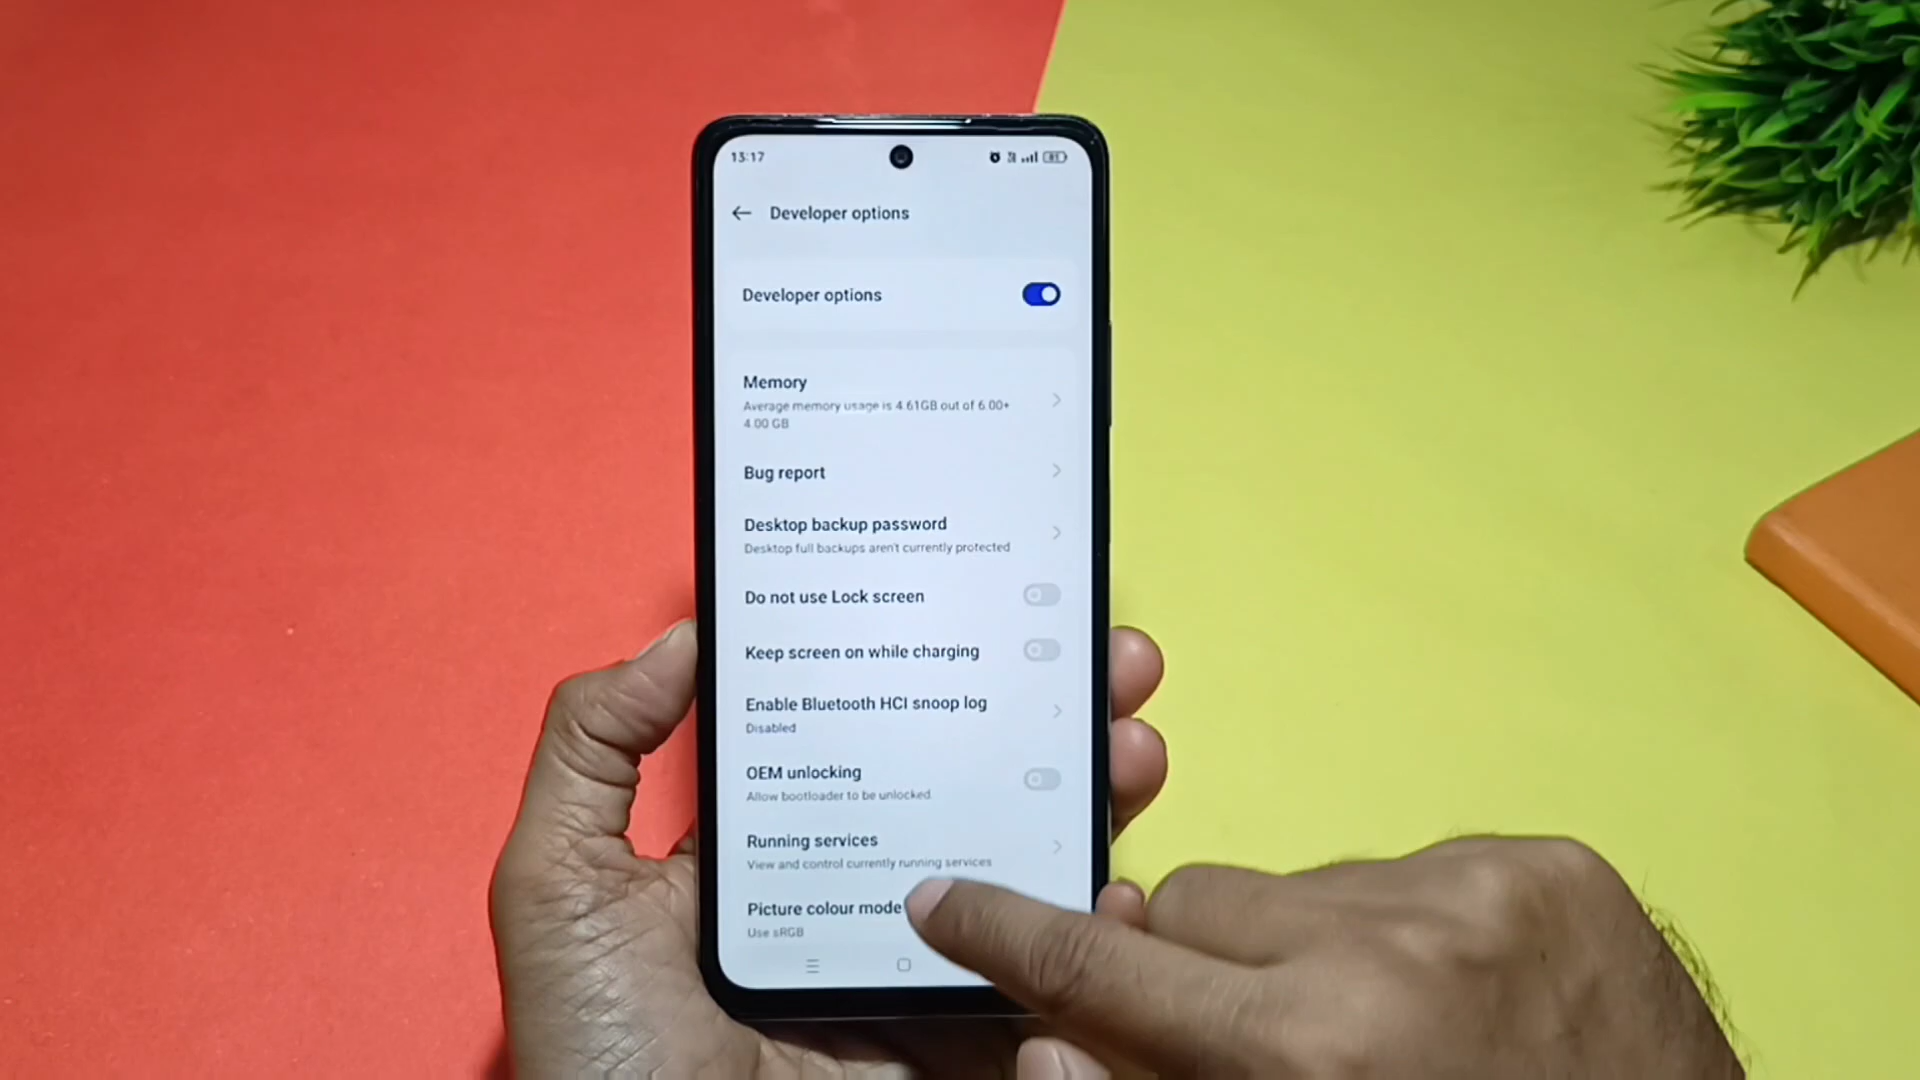 13:17
81
Developer options
Developer options
Memory
Average memory usage is 4.61GB out of 6.00+
4.00 GB
Bug report
Desktop backup password
Desktop full backups aren't currently protected
Do not use Lock screen
Keep screen on while charging
Enable Bluetooth HCI snoop log
Disabled
OEM unlocking
Allow bootloader to be unlocked.
Running services
View and control currently running services
Picture colour mode
Use sRGB